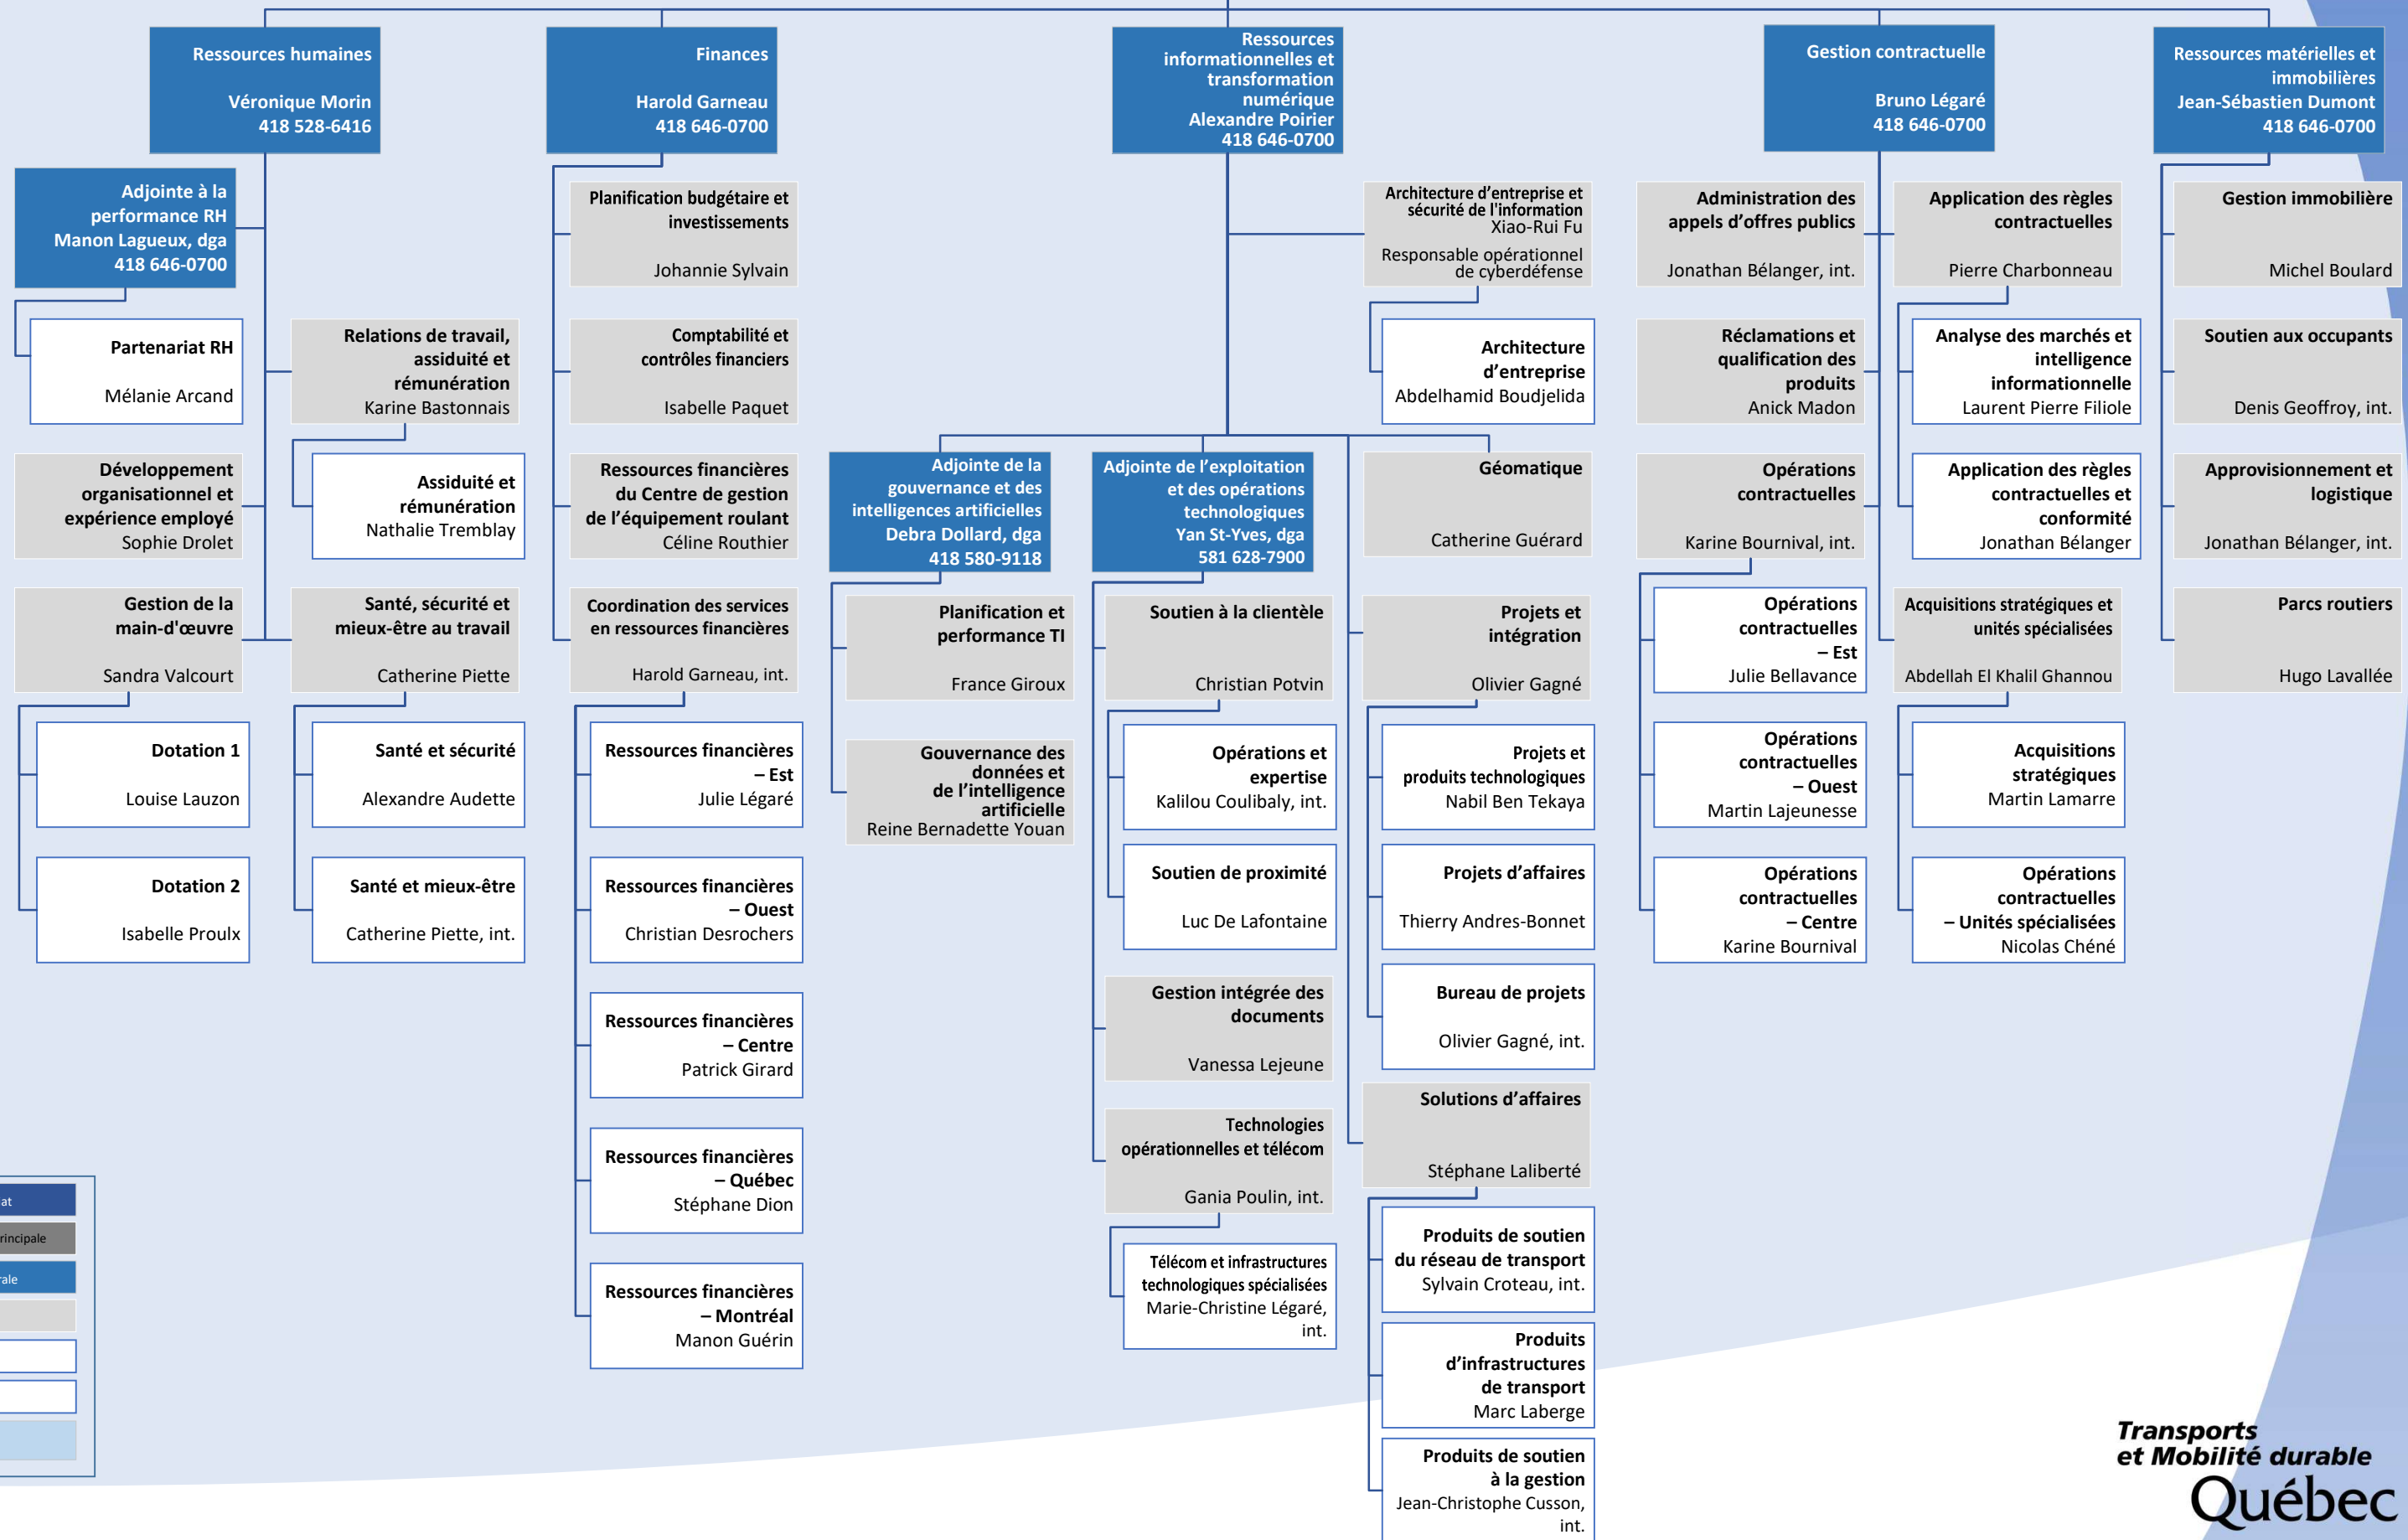 Ressources humaines
Véronique Morin
418 528-6416
Adjointe à la
performance RH
Manon Lagueux, dga
418 646-0700
Partenariat RH
Mélanie Arcand
Relations de travail,
assiduité et
rémunération
Karine Bastonnais
Assiduité et
rémunération
Nathalie Tremblay
Développement
organisationnel et
expérience employé
Sophie Drolet
Gestion de la
main-d'œuvre
Sandra Valcourt
Dotation 1
Louise Lauzon
Dotation 2
Isabelle Proulx
Santé, sécurité et
mieux-être au travail
Catherine Piette
Santé et sécurité
Alexandre Audette
Santé et mieux-être
Catherine Piette, int.
Finances
Harold Garneau
418 646-0700
Planification budgétaire et
investissements
Johannie Sylvain
Comptabilité et
contrôles financiers
Isabelle Paquet
Ressources financières
du Centre de gestion
de l’équipement roulant
Céline Routhier
Coordination des services
en ressources financières
Harold Garneau, int.
Ressources financières
– Est
Julie Légaré
Ressources financières
– Ouest
Christian Desrochers
Ressources financières
– Centre
Patrick Girard
Ressources financières
– Québec
Stéphane Dion
Ressources financières
– Montréal
Manon Guérin
Ressources
informationnelles et
transformation
numérique
Alexandre Poirier
418 646-0700
Architecture d’entreprise et
sécurité de l'information
Xiao-Rui Fu
Responsable opérationnel
de cyberdéfense
Architecture
d’entreprise
Abdelhamid Boudjelida
Adjointe de la
gouvernance et des
intelligences artificielles
Debra Dollard, dga
418 580-9118
Planification et
performance TI
France Giroux
Gouvernance des
données et
de l’intelligence
artificielle
Reine Bernadette Youan
Adjointe de l’exploitation
et des opérations
technologiques
Yan St-Yves, dga
581 628-7900
Soutien à la clientèle
Christian Potvin
Opérations et
expertise
Kalilou Coulibaly, int.
Soutien de proximité
Luc De Lafontaine
Gestion intégrée des
documents
Vanessa Lejeune
Technologies
opérationnelles et télécom
Gania Poulin, int.
Télécom et infrastructures
technologiques spécialisées
Marie-Christine Légaré,
int.
Géomatique
Catherine Guérard
Projets et
intégration
Olivier Gagné
Projets et
produits technologiques
Nabil Ben Tekaya
Projets d’affaires
Thierry Andres-Bonnet
Bureau de projets
Olivier Gagné, int.
Solutions d’affaires
Stéphane Laliberté
Produits de soutien
du réseau de transport
Sylvain Croteau, int.
Produits
d’infrastructures
de transport
Marc Laberge
Produits de soutien
à la gestion
Jean-Christophe Cusson,
int.
Gestion contractuelle
Bruno Légaré
418 646-0700
Administration des
appels d’offres publics
Jonathan Bélanger, int.
Réclamations et
qualification des
produits
Anick Madon
Opérations
contractuelles
Karine Bournival, int.
Opérations
contractuelles
– Est
Julie Bellavance
Opérations
contractuelles
– Ouest
Martin Lajeunesse
Opérations
contractuelles
– Centre
Karine Bournival
Application des règles
contractuelles
Pierre Charbonneau
Analyse des marchés et
intelligence
informationnelle
Laurent Pierre Filiole
Application des règles
contractuelles et
conformité
Jonathan Bélanger
Acquisitions stratégiques et
unités spécialisées
Abdellah El Khalil Ghannou
Acquisitions
stratégiques
Martin Lamarre
Opérations
contractuelles
– Unités spécialisées
Nicolas Chéné
Ressources matérielles et
immobilières
Jean-Sébastien Dumont
418 646-0700
Gestion immobilière
Michel Boulard
Soutien aux occupants
Denis Geoffroy, int.
Approvisionnement et
logistique
Jonathan Bélanger, int.
Parcs routiers
Hugo Lavallée
at
rincipale
rale
Transports
et Mobilité durable
Québec